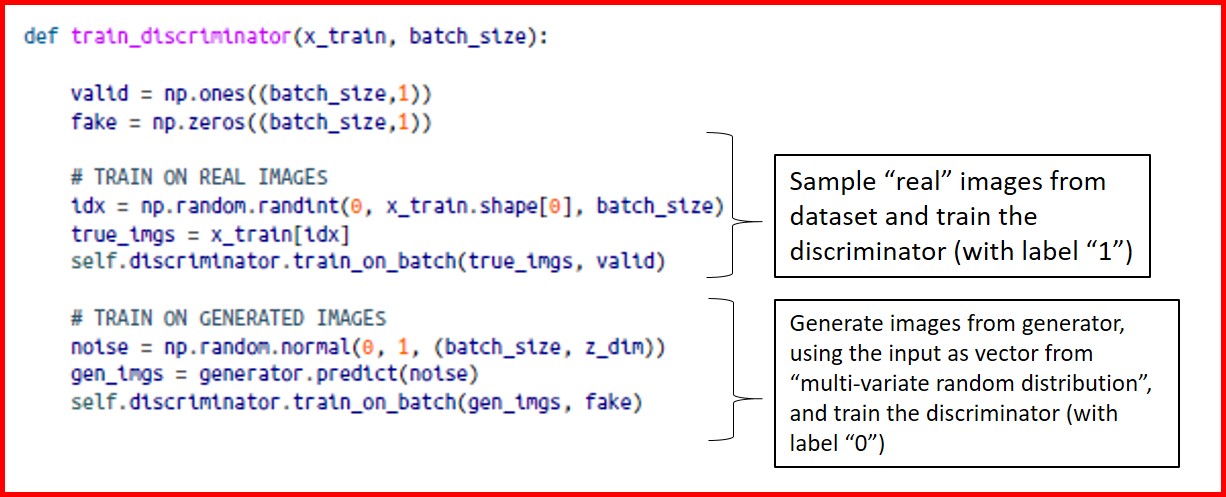 def train_discriminator(x_train, batch_size):
valid = np.ones((batch_size,1))
fake = np.zeros((batch_size,1))
# TRAIN ON REAL IMAGES
idx = np.random.randint(0, x_train.shape[0], batch_size)
true_imgs = x_train[idx]
self.discriminator.train_on_batch(true_imgs, valid)
Sample “real” images from
dataset and train the
discriminator (with label “1”)
# TRAIN ON GENERATED IMAGES
noise = np.random.normal(0, 1, (batch_size, z_dim))
gen_imgs = generator.predict(noise)
self.discriminator.train_on_batch(gen_imgs, fake)
Generate images from generator,
using the input as vector from
“multi-variate random distribution”,
and train the discriminator (with
label “0”)